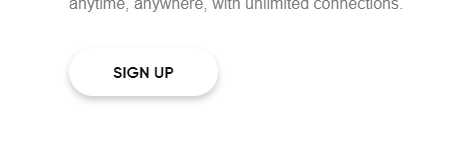 anytime, anywhere, with unlimited connections.
SIGN UP